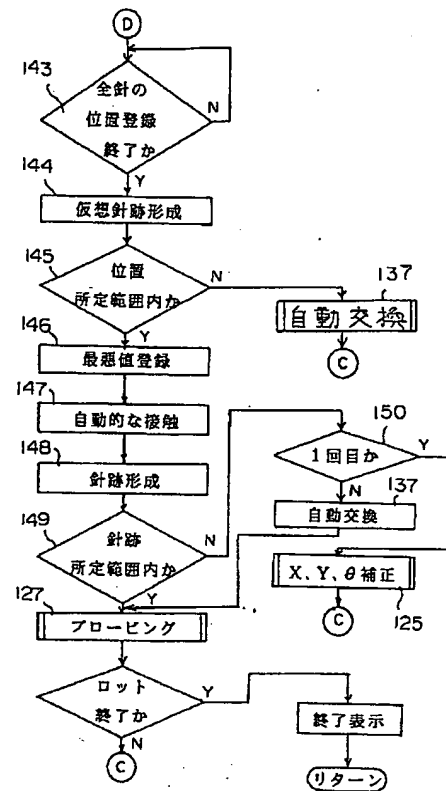 D
143
全針の
位置登録
終了か
N
Y
144
仮想針跡形成
145
位置
所定範囲内か
N
Y
137
自動交換
C
146
最悪値登録
147
自動的な接触
148
針跡形成
149
針跡
所定範囲内か
N
Y
150
1回目か
Y
N
137
自動交換
X、Y、θ補正
125
C
127
プロービング
ロット
終了か
Y
N
C
終了表示
リターン